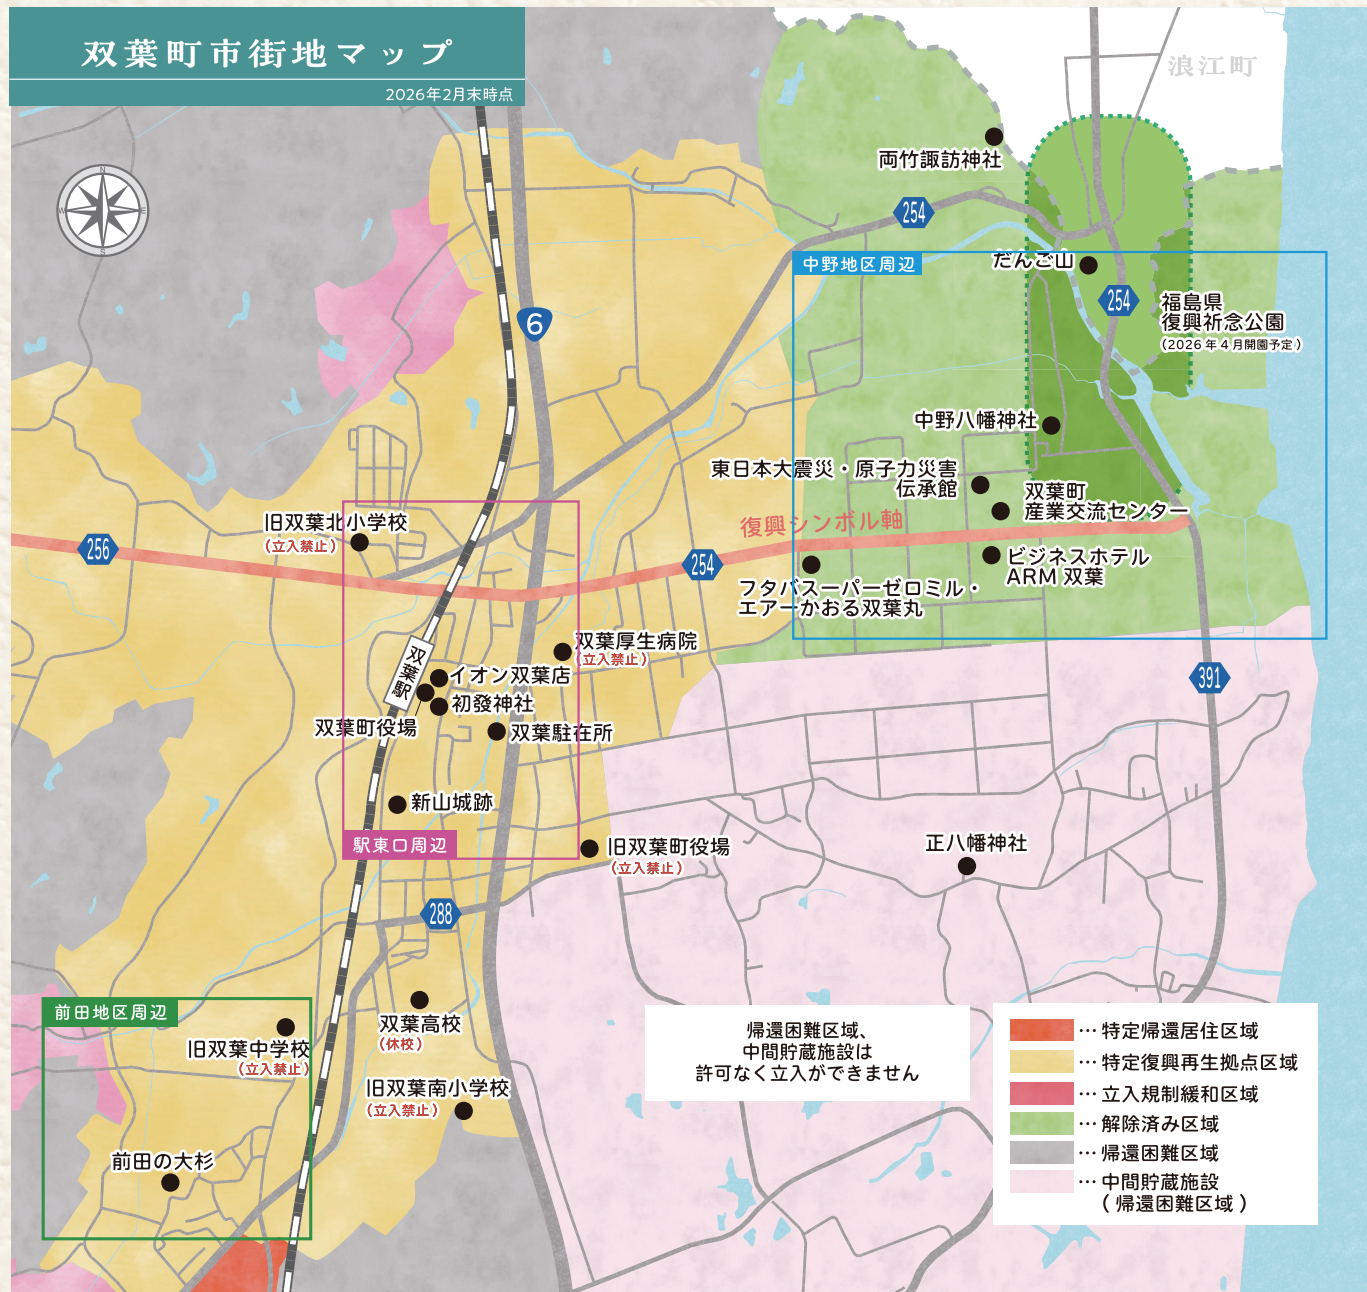 双葉町市街地マップ
2026年2月末時点
浪江町
N
W
E
S
両竹諏訪神社
254
中野地区周辺
だんご山
254
福島県
復興祈念公園
(2026年4月開園予定)
6
中野八幡神社
東日本大震災・原子力災害
伝承館
双葉町
産業交流センター
復興シンボル軸
旧双葉北小学校
(立入禁止)
256
254
ビジネスホテル
ARM 双葉
フタバスーパーゼロミル・
エアーかおる双葉丸
双葉厚生病院
(立入禁止)
双葉駅
イオン双葉店
初發神社
双葉町役場
双葉駐在所
391
新山城跡
駅東口周辺
旧双葉町役場
(立入禁止)
正八幡神社
288
前田地区周辺
双葉高校
(休校)
旧双葉中学校
(立入禁止)
旧双葉南小学校
(立入禁止)
前田の大杉
帰還困難区域、
中間貯蔵施設は
許可なく立入ができません
… 特定帰還居住区域
… 特定復興再生拠点区域
… 立入規制緩和区域
… 解除済み区域
… 帰還困難区域
… 中間貯蔵施設
(帰還困難区域)